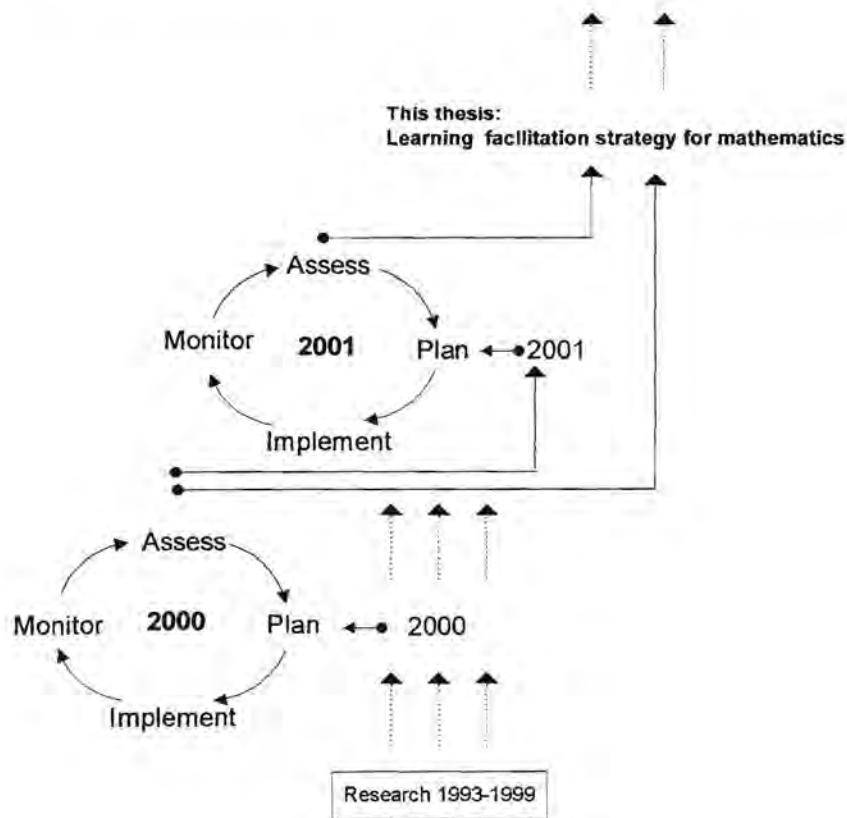 This thesis:
Learning facilitation strategy for mathematics
Assess
Monitor
2001
Plan
2001
Implement
Assess
Monitor
2000
Plan
2000
Implement
Research 1993-1999